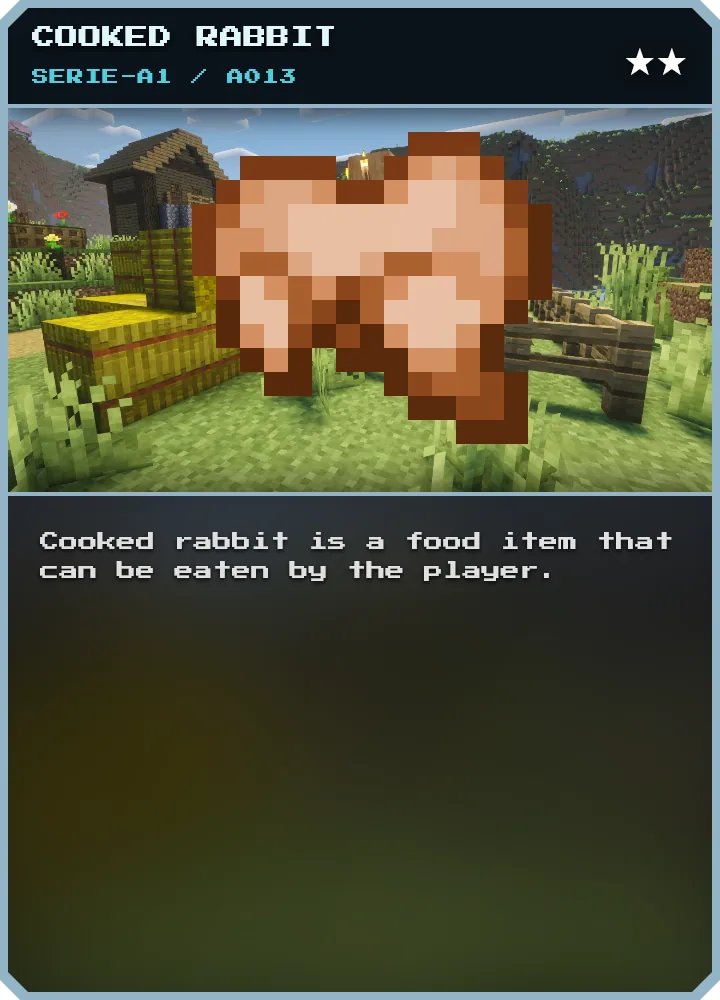 COOKED RABBIT
SERIE-A1 / A013
★★
Cooked rabbit is a food item that
can be eaten by the player.